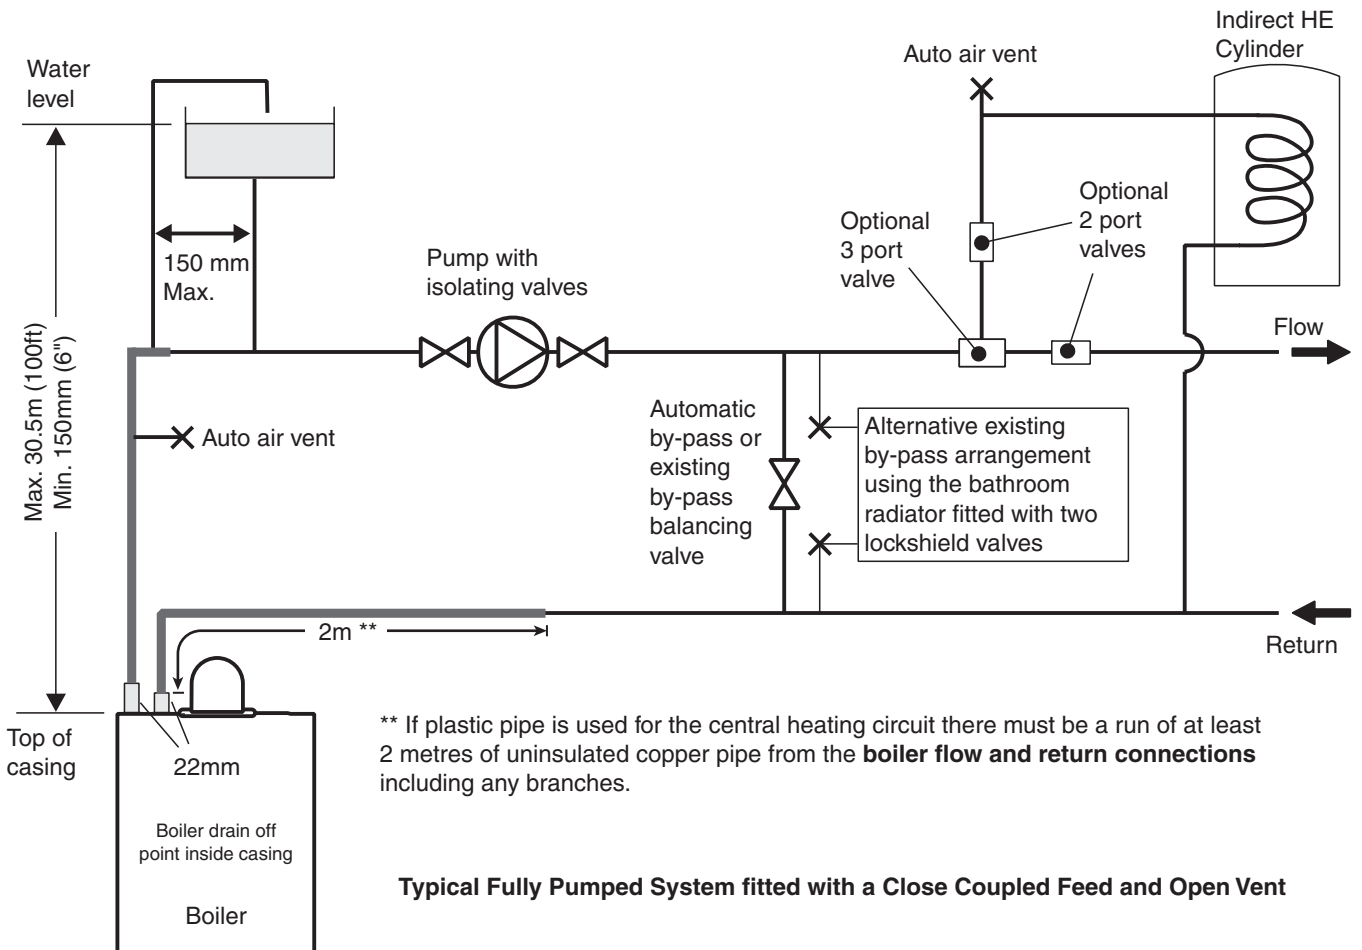 Indirect HE
Cylinder
Auto air vent
Water
level
Optional
2 port
valves
Optional
3 port
valve
150 mm
Max.
Pump with
isolating valves
Flow
Max. 30.5m (100ft)
Min. 150mm (6")
Auto air vent
Automatic
by-pass or
existing
by-pass
balancing
valve
Alternative existing
by-pass arrangement
using the bathroom
radiator fitted with two
lockshield valves
2m **
Return
Top of
casing
22mm
** If plastic pipe is used for the central heating circuit there must be a run of at least
2 metres of uninsulated copper pipe from the boiler flow and return connections
including any branches.
Boiler drain off
point inside casing
Boiler
Typical Fully Pumped System fitted with a Close Coupled Feed and Open Vent